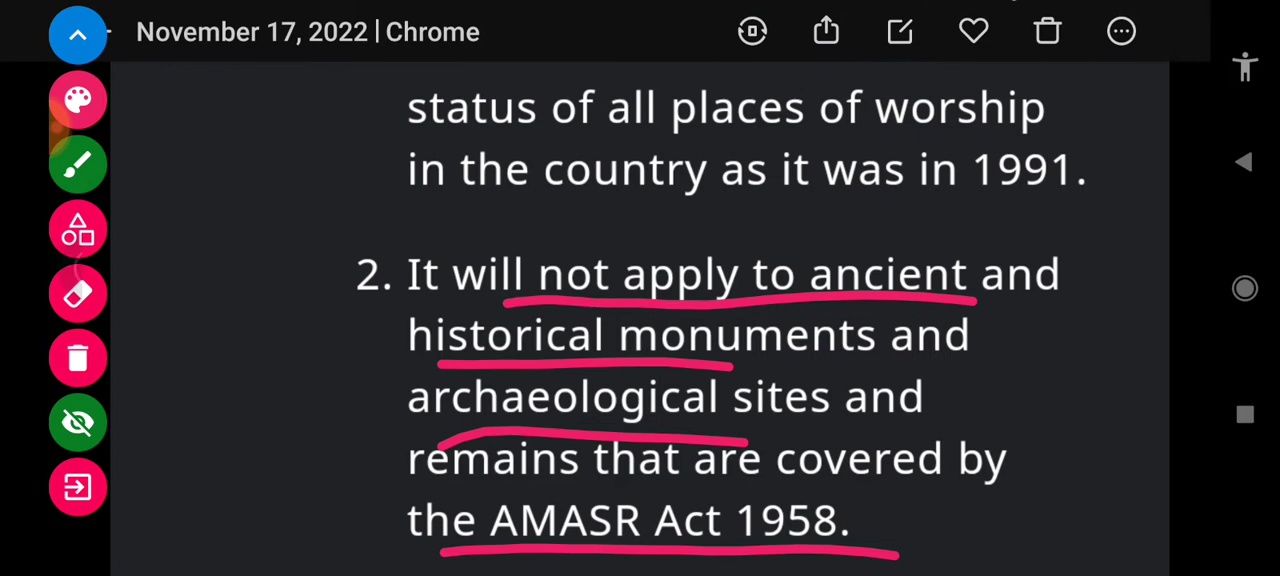 November 17, 2022 | Chrome
status of all places of worship
in the country as it was in 1991.
2. It will not apply to ancient and
historical monuments and
archaeological sites and
remains that are covered by
the AMASR Act 1958.